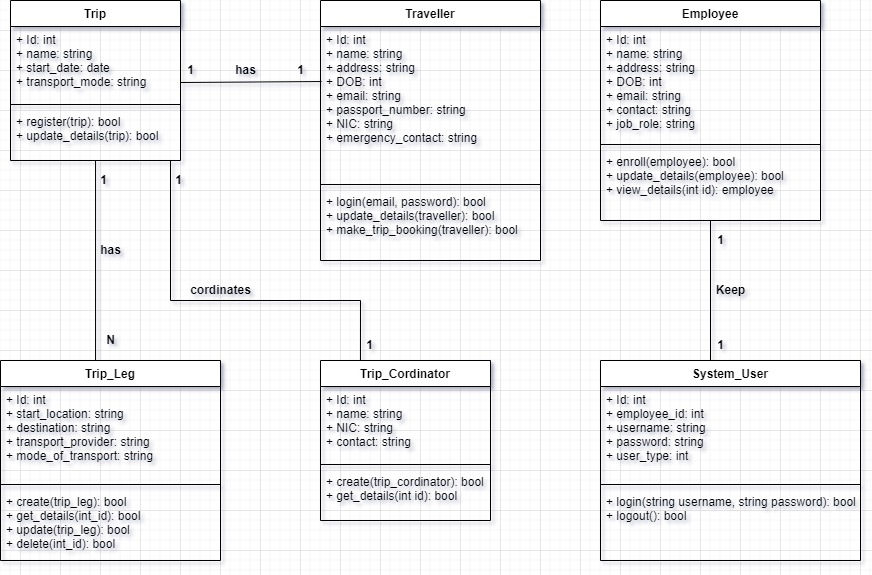 Trip
+ Id: int
+ name: string
+ start_date: date
+ transport_mode: string
+ register(trip): bool
+ update_details(trip): bool
1 has 1
Traveller
+ Id: int
+ name: string
+ address: string
+ DOB: int
+ email: string
+ passport_number: string
+ NIC: string
+ emergency_contact: string
+ login(email, password): bool
+ update_details(traveller): bool
+ make_trip_booking(traveller): bool
Employee
+ Id: int
+ name: string
+ address: string
+ DOB: int
+ email: string
+ contact: string
+ job_role: string
+ enroll(employee): bool
+ update_details(employee): bool
+ view_details(int id): employee
1
has
N
1
cordinates
1
1
Keep
1
Trip_Leg
+ Id: int
+ start_location: string
+ destination: string
+ transport_provider: string
+ mode_of_transport: string
+ create(trip_leg): bool
+ get_details(int_id): bool
+ update(trip_leg): bool
+ delete(int_id): bool
Trip_Cordinator
+ Id: int
+ name: string
+ NIC: string
+ contact: string
+ create(trip_cordinator): bool
+ get_details(int id): bool
System_User
+ Id: int
+ employee_id: int
+ username: string
+ password: string
+ user_type: int
+ login(string username, string password): bool
+ logout(): bool